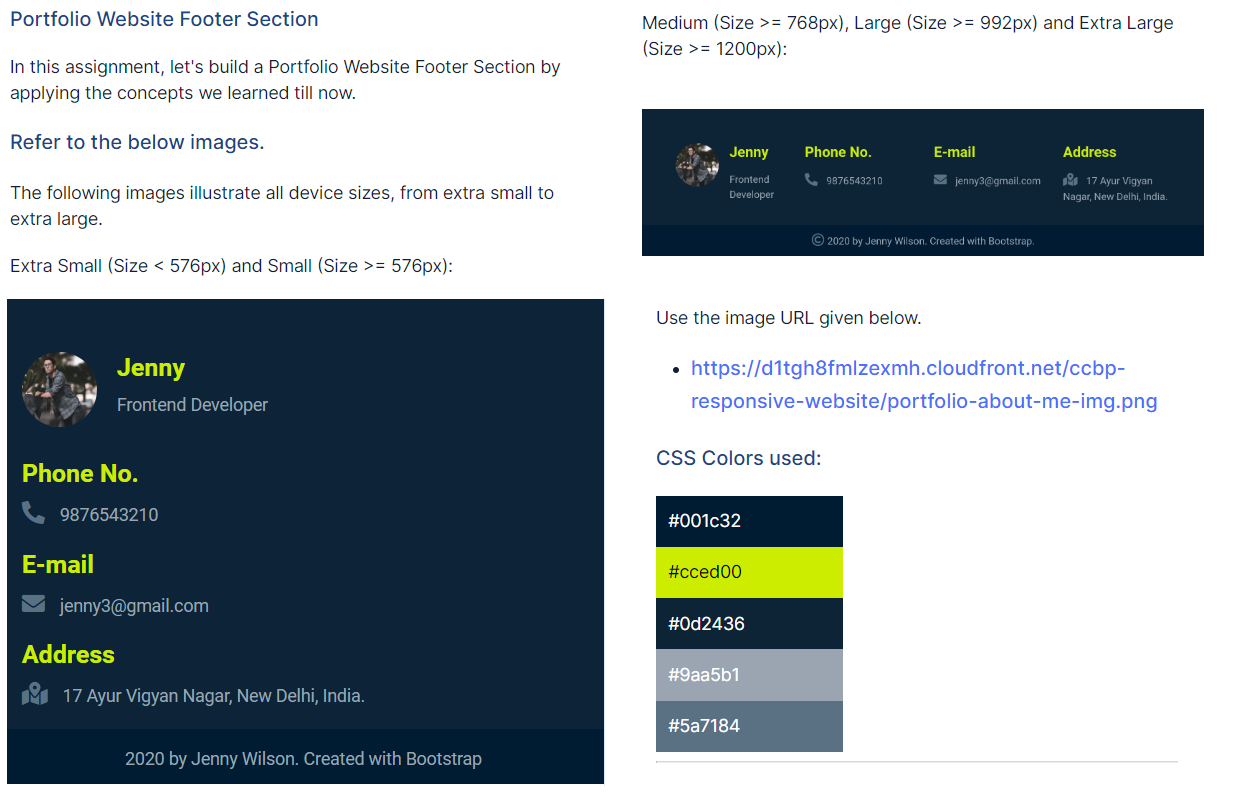 Portfolio Website Footer Section
In this assignment, let's build a Portfolio Website Footer Section by
applying the concepts we learned till now.
Refer to the below images.
The following images illustrate all device sizes, from extra small to
extra large.
Extra Small (Size < 576px) and Small (Size >= 576px):
Jenny
Frontend Developer
Phone No.
9876543210
E-mail
jenny3@gmail.com
Address
17 Ayur Vigyan Nagar, New Delhi, India.
2020 by Jenny Wilson. Created with Bootstrap
Medium (Size >= 768px), Large (Size >= 992px) and Extra Large
(Size >= 1200px):
Jenny
Frontend
Developer
Phone No.
9876543210
E-mail
jenny3@gmail.com
Address
17 Ayur Vigyan
Nagar, New Delhi, India.
© 2020 by Jenny Wilson. Created with Bootstrap.
Use the image URL given below.
• https://d1tgh8fmlzexmh.cloudfront.net/ccbp-
responsive-website/portfolio-about-me-img.png
CSS Colors used:
#001c32
#cced00
#0d2436
#9aa5b1
#5a7184